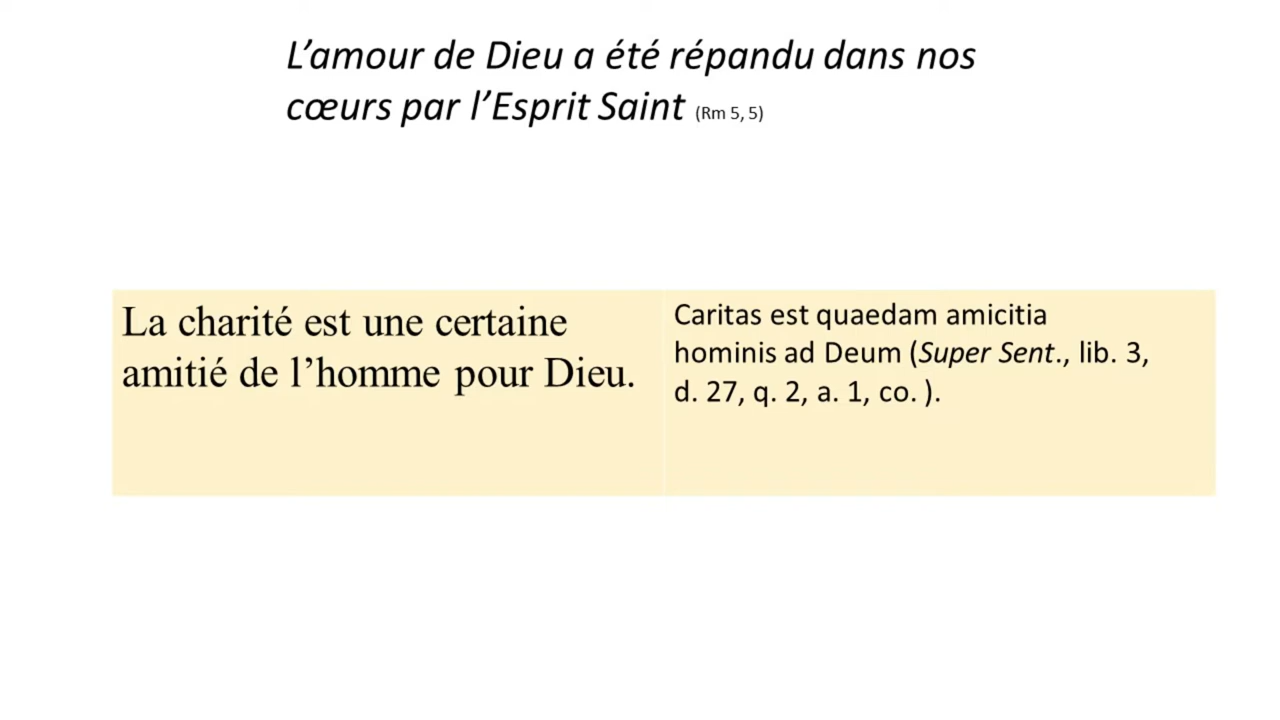 L’amour de Dieu a été répandu dans nos
cœurs par l’Esprit Saint (Rm 5, 5)
La charité est une certaine
amitié de l’homme pour Dieu.
Caritas est quaedam amicitia
hominis ad Deum (Super Sent., lib. 3,
d. 27, q. 2, a. 1, co. ).